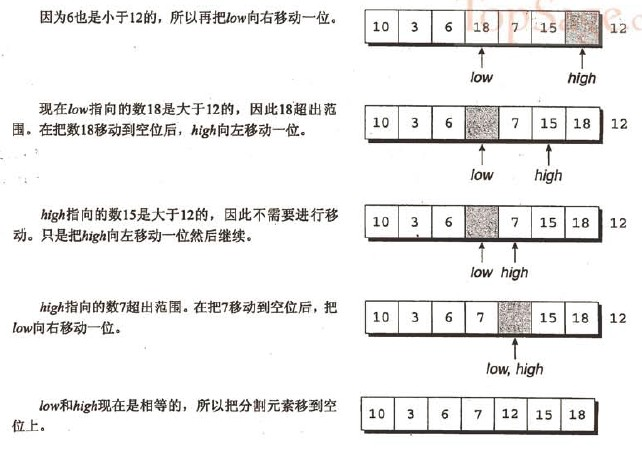 因为6也是小于12的，所以再把low向右移动一位。
10 3 6 18 7 15 12
low high
现在low指向的数18是大于12的，因此18超出范
围。在把数18移动到空位后，high向左移动一位。
10 3 6 7 15 18 12
low high
high指向的数15是大于12的，因此不需要进行移
动。只是把high向左移动一位然后继续。
10 3 6 7 15 18 12
low high
high指向的数7超出范围。在把7移动到空位后，把
low向右移动一位。
10 3 6 7 15 18 12
low, high
low和high现在是相等的，所以把分割元素移到空
位上。
10 3 6 7 12 15 18